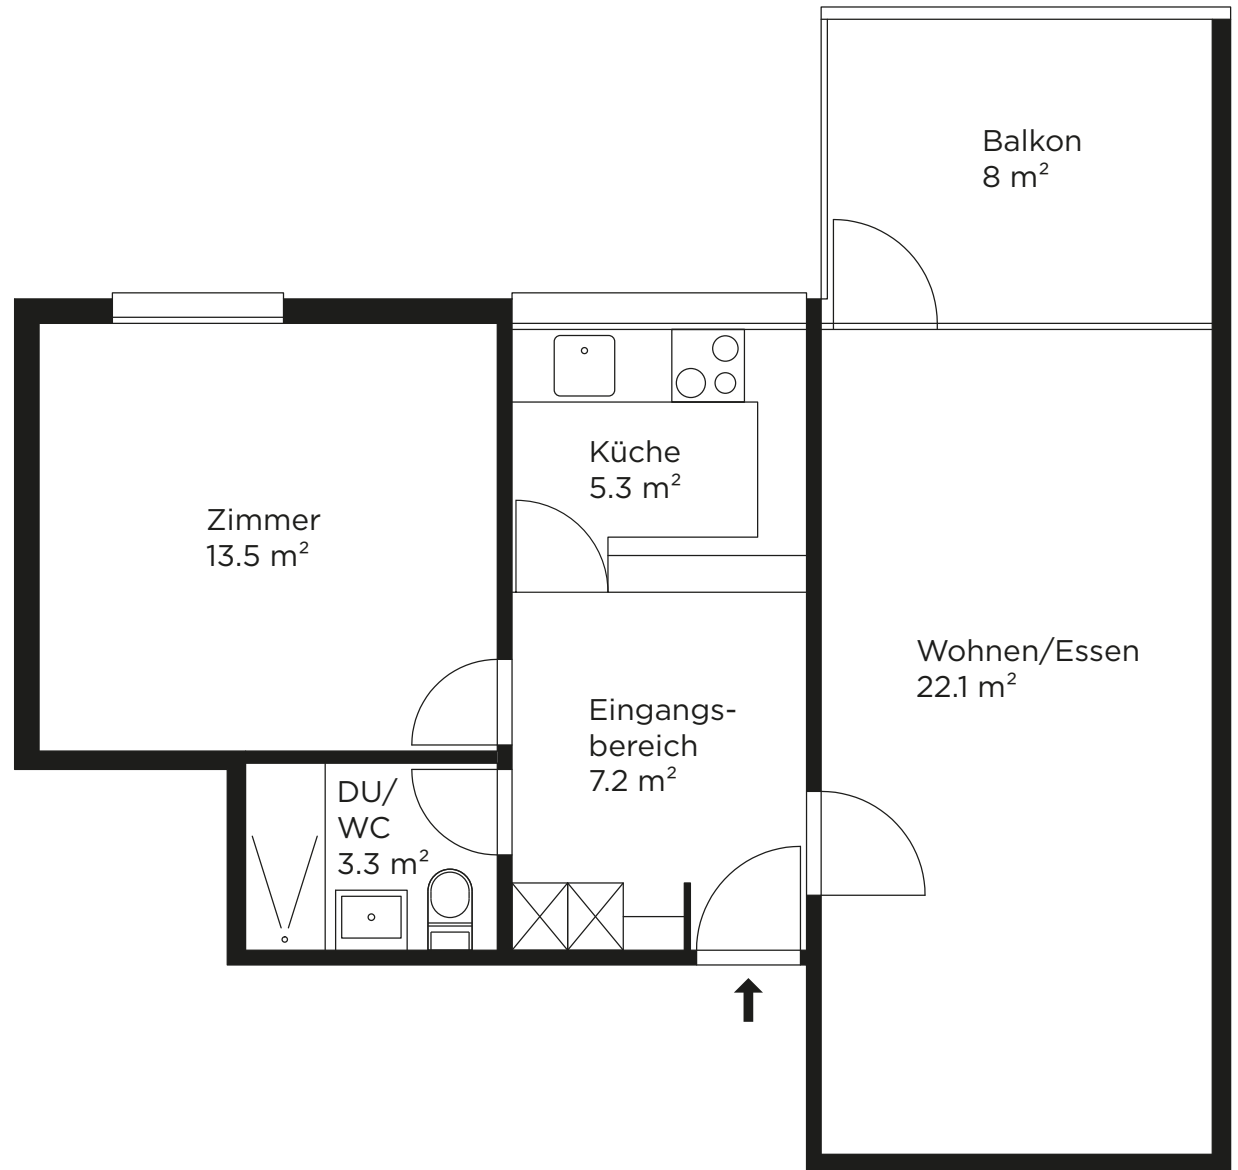 Balkon
8 m²
Küche
5.3 m²
Zimmer
13.5 m²
Wohnen/Essen
22.1 m²
Eingangs-
bereich
7.2 m²
DU/
WC
3.3 m²